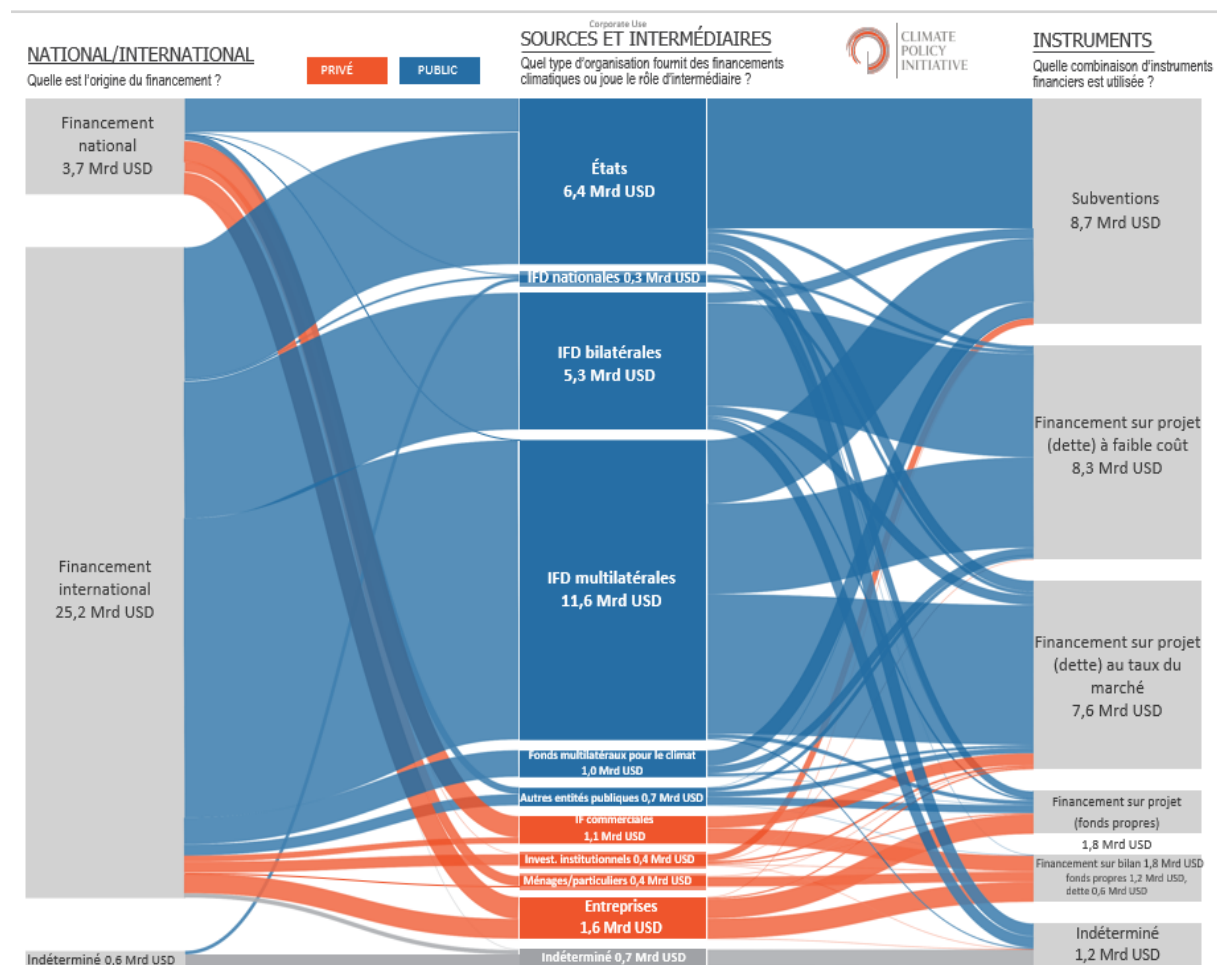 Corporate Use
NATIONAL/INTERNATIONAL
Quelle est l'origine du financement ?
PRIVÉ
PUBLIC
SOURCES ET INTERMÉDIAIRES
Quel type d'organisation fournit des financements
climatiques ou joue le rôle d'intermédiaire ?
CLIMATE
POLICY
INITIATIVE
INSTRUMENTS
Quelle combinaison d'instruments
financiers est utilisée ?
Financement
national
3,7 Mrd USD
Financement
international
25,2 Mrd USD
Indéterminé 0,6 Mrd USD
États
6,4 Mrd USD
IFD nationales 0,3 Mrd USD
IFD bilatérales
5,3 Mrd USD
IFD multilatérales
11,6 Mrd USD
Fonds multilatéraux pour le climat
1,0 Mrd USD
Autres entités publiques 0,7 Mrd USD
IF commerciales
1,1 Mrd USD
Invest. institutionnels 0,4 Mrd USD
Ménages/particuliers 0,4 Mrd USD
Entreprises
1,6 Mrd USD
Indéterminé 0,7 Mrd USD
Subventions
8,7 Mrd USD
Financement sur projet
(dette) à faible coût
8,3 Mrd USD
Financement sur projet
(dette) au taux du
marché
7,6 Mrd USD
Financement sur projet
(fonds propres)
1,8 Mrd USD
Financement sur bilan 1,8 Mrd USD
fonds propres 1,2 Mrd USD,
dette 0,6 Mrd USD
Indéterminé
1,2 Mrd USD